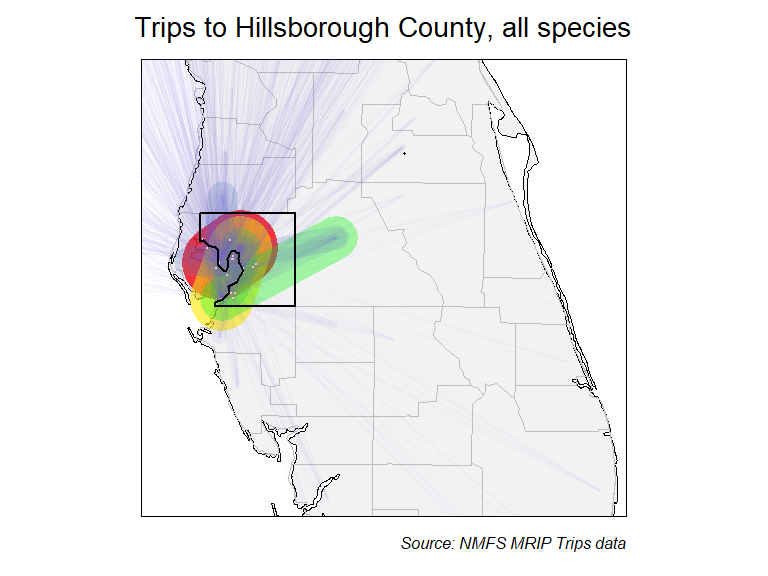 Trips to Hillsborough County, all species
Source: NMFS MRIP Trips data